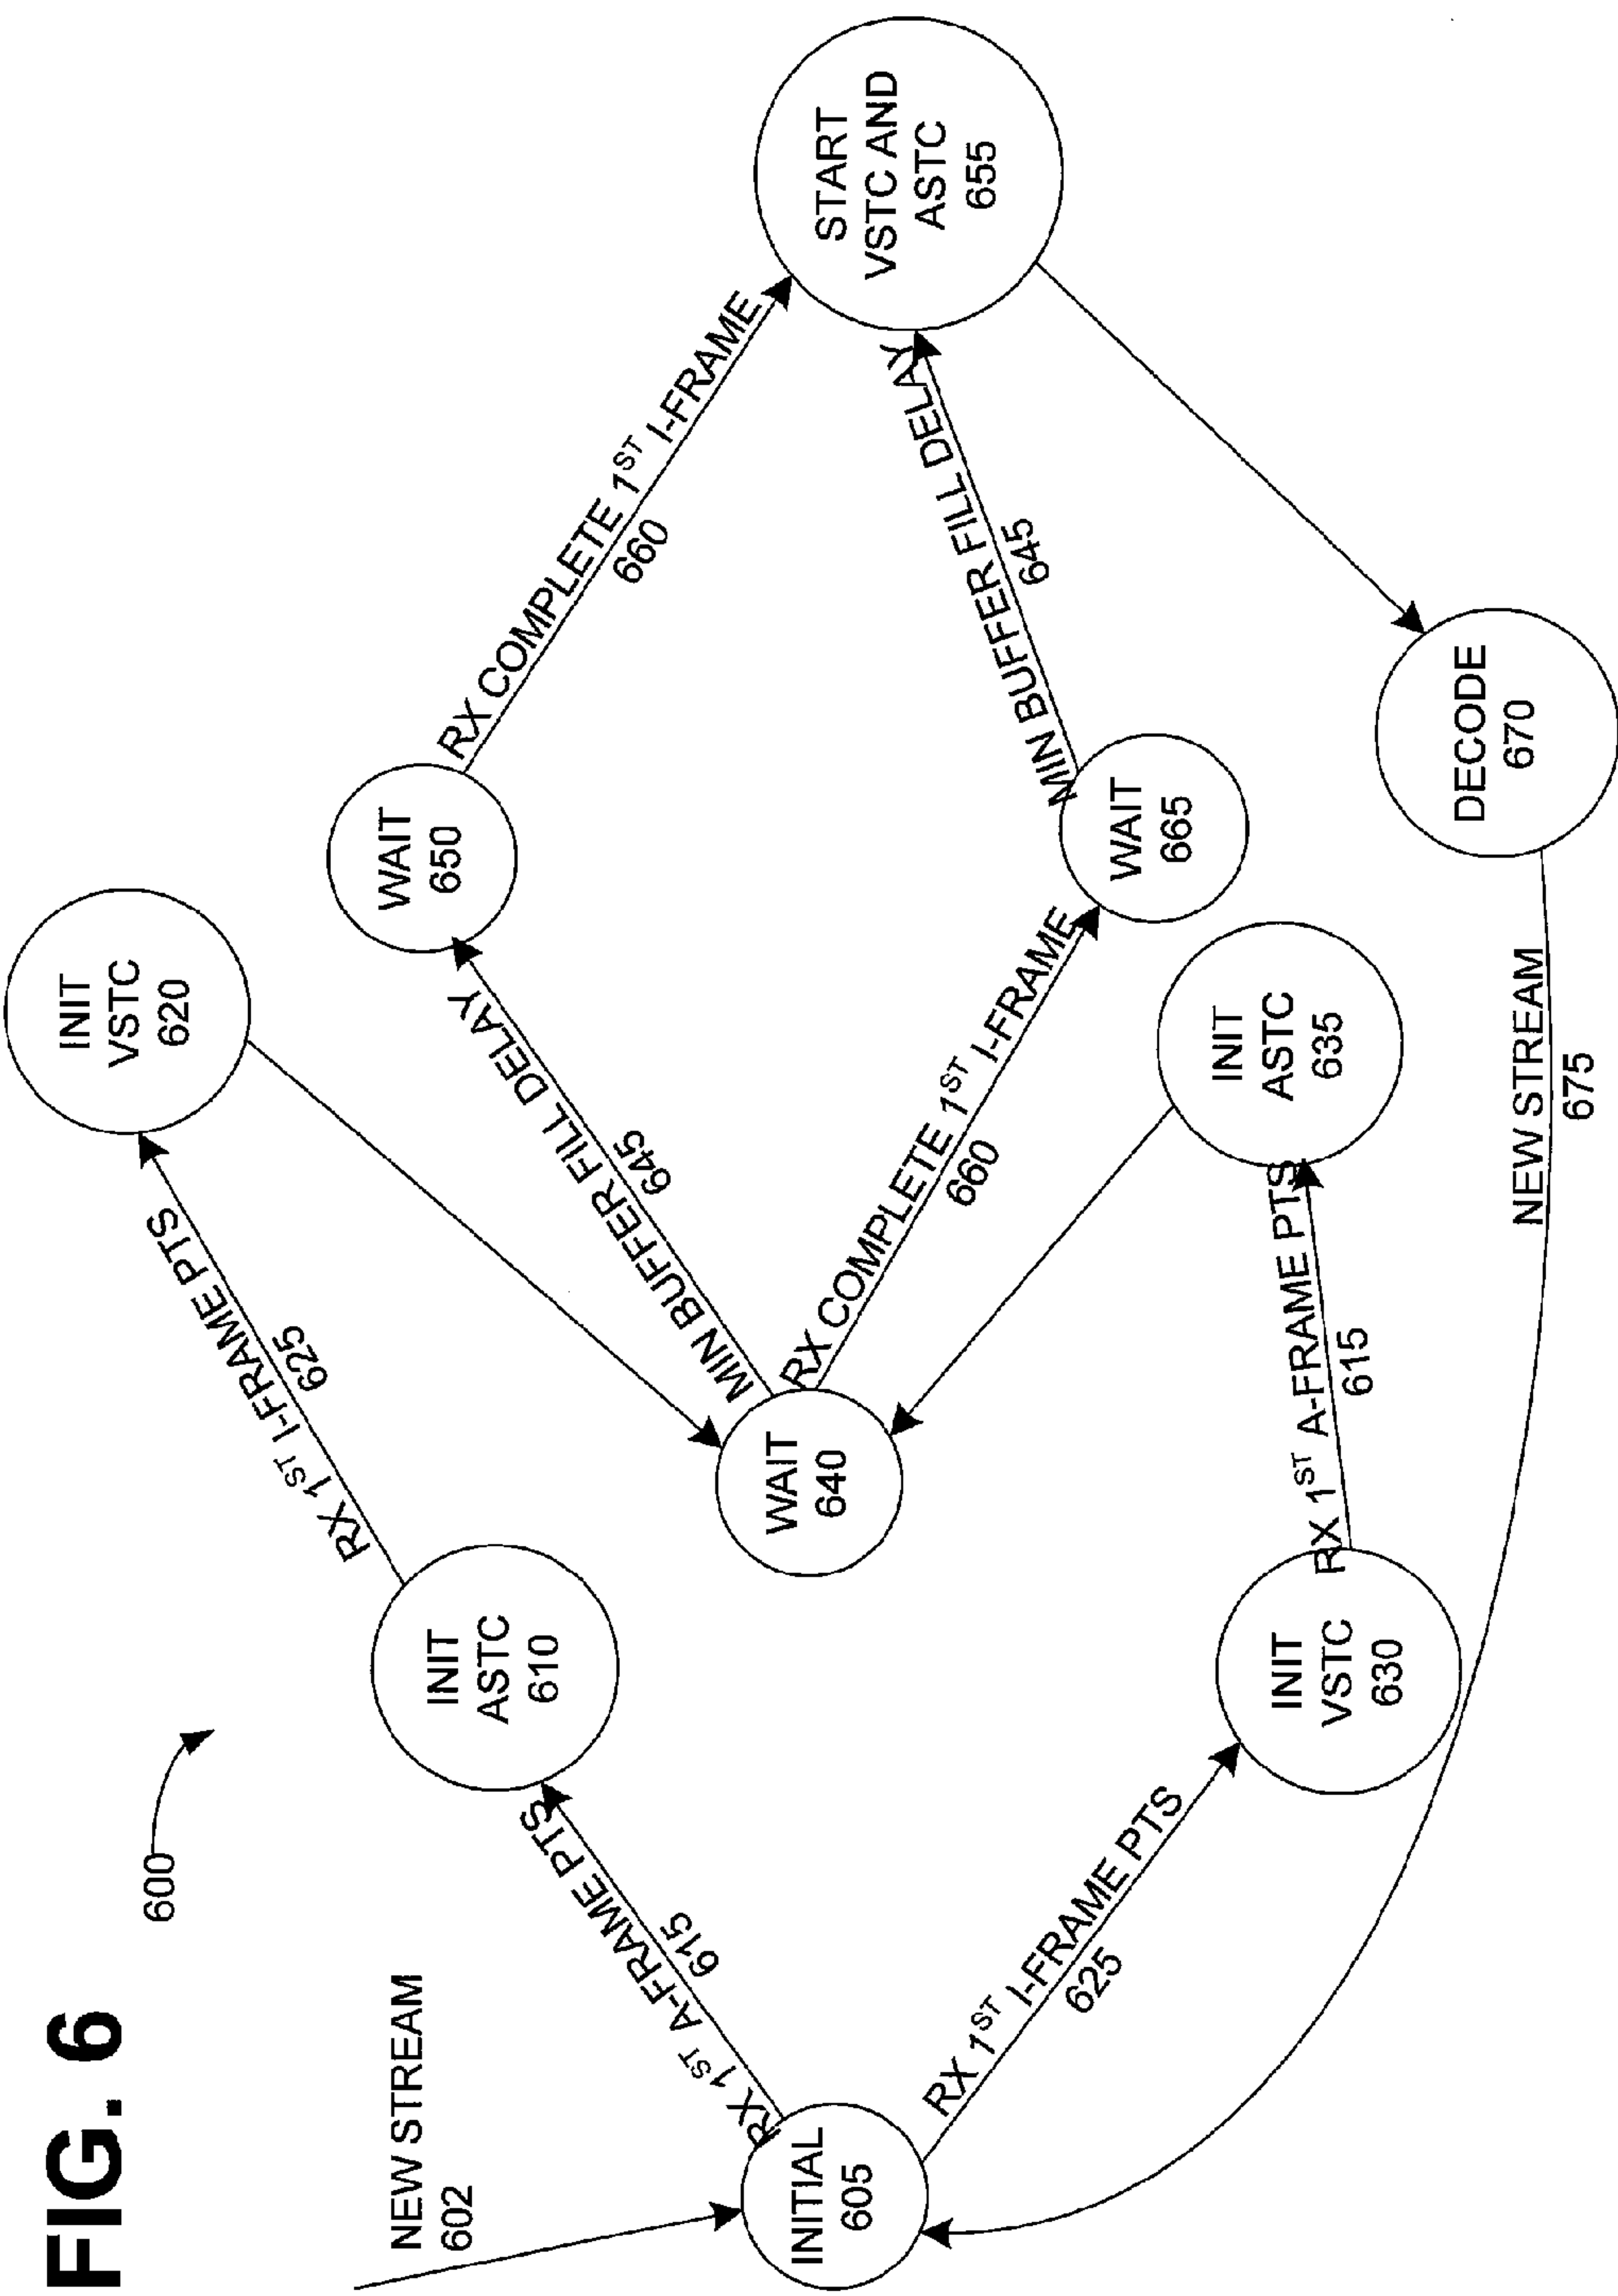 FIG. 6
600
NEW STREAM
602
INITIAL
605
RX 1ST A-FRAME PTS
615
INIT
ASTC
610
RX 1ST I-FRAME PTS
625
INIT
VSTC
620
RX 1ST I-FRAME PTS
625
INIT
VSTC
630
RX 1ST A-FRAME PTS
615
INIT
ASTC
635
WAIT
640
MIN BUFFER FILL DELAY
645
WAIT
650
RX COMPLETE 1ST I-FRAME
660
RX COMPLETE 1ST I-FRAME
660
WAIT
665
MIN BUFFER FILL DELAY
645
START
VSTC AND
ASTC
655
DECODE
670
NEW STREAM
675